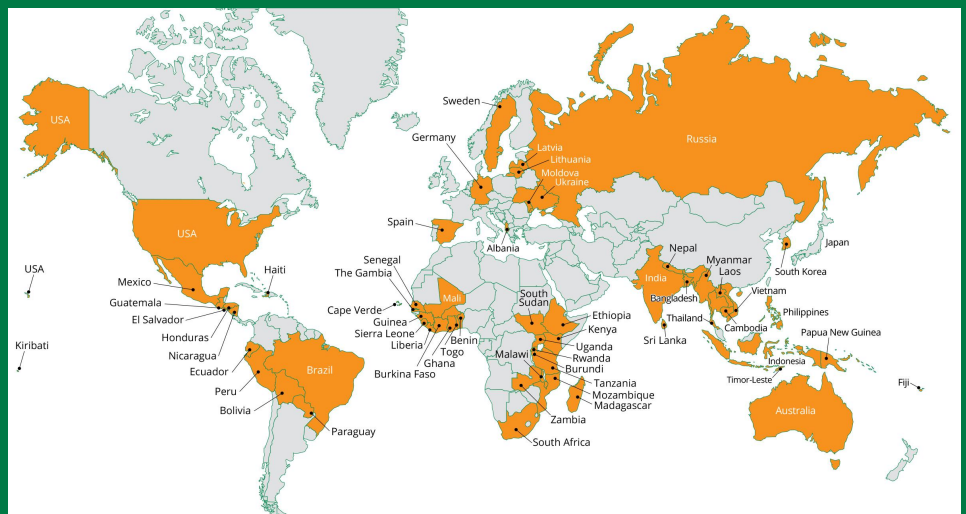 USA
USA
USA
Mexico
Haiti
Guatemala
El Salvador
Honduras
Nicaragua
Kiribati
Ecuador
Peru
Bolivia
Brazil
Paraguay
Sweden
Germany
Latvia
Lithuania
Moldova
Ukraine
Russia
Spain
Albania
Senegal
The Gambia
Cape Verde
Mali
Guinea
Sierra Leone
Liberia
Burkina Faso
Ghana
Togo
Benin
South
Sudan
Ethiopia
Kenya
Uganda
Rwanda
Burundi
Malawi
Tanzania
Mozambique
Madagascar
Zambia
South Africa
Nepal
India
Myanmar
Laos
Bangladesh
Vietnam
Thailand
Sri Lanka
Cambodia
South Korea
Japan
Philippines
Papua New Guinea
Indonesia
Timor-Leste
Fiji
Australia